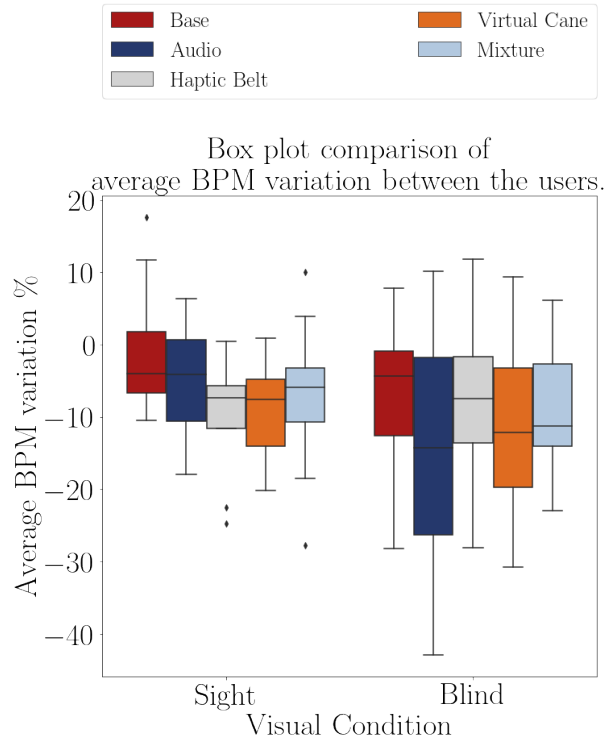 Base
Audio
Haptic Belt
Virtual Cane
Mixture
Box plot comparison of
average BPM variation between the users.
Average BPM variation %
20
10
0
−10
−20
−30
−40
Sight
Blind
Visual Condition